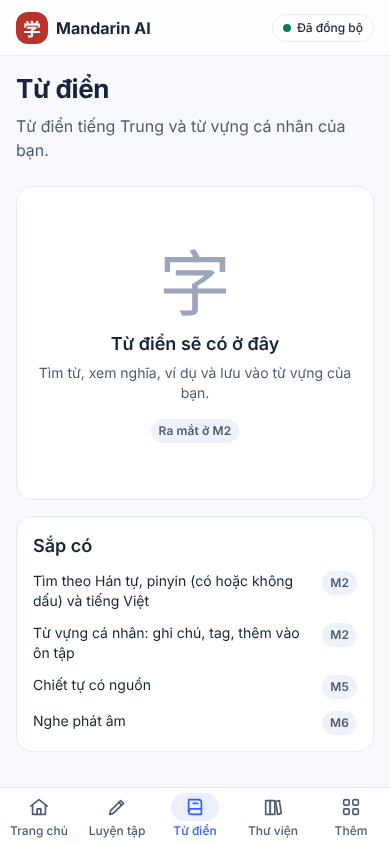 学 Mandarin AI
Đã đồng bộ
Từ điển
Từ điển tiếng Trung và từ vựng cá nhân của
bạn.
字
Từ điển sẽ có ở đây
Tìm từ, xem nghĩa, ví dụ và lưu vào từ vựng của
bạn.
Ra mắt ở M2
Sắp có
Tìm theo Hán tự, pinyin (có hoặc không
dấu) và tiếng Việt
M2
Từ vựng cá nhân: ghi chú, tag, thêm vào
ôn tập
M2
Chiết tự có nguồn
M5
Nghe phát âm
M6
Trang chủ
Luyện tập
Từ điển
Thư viện
Thêm